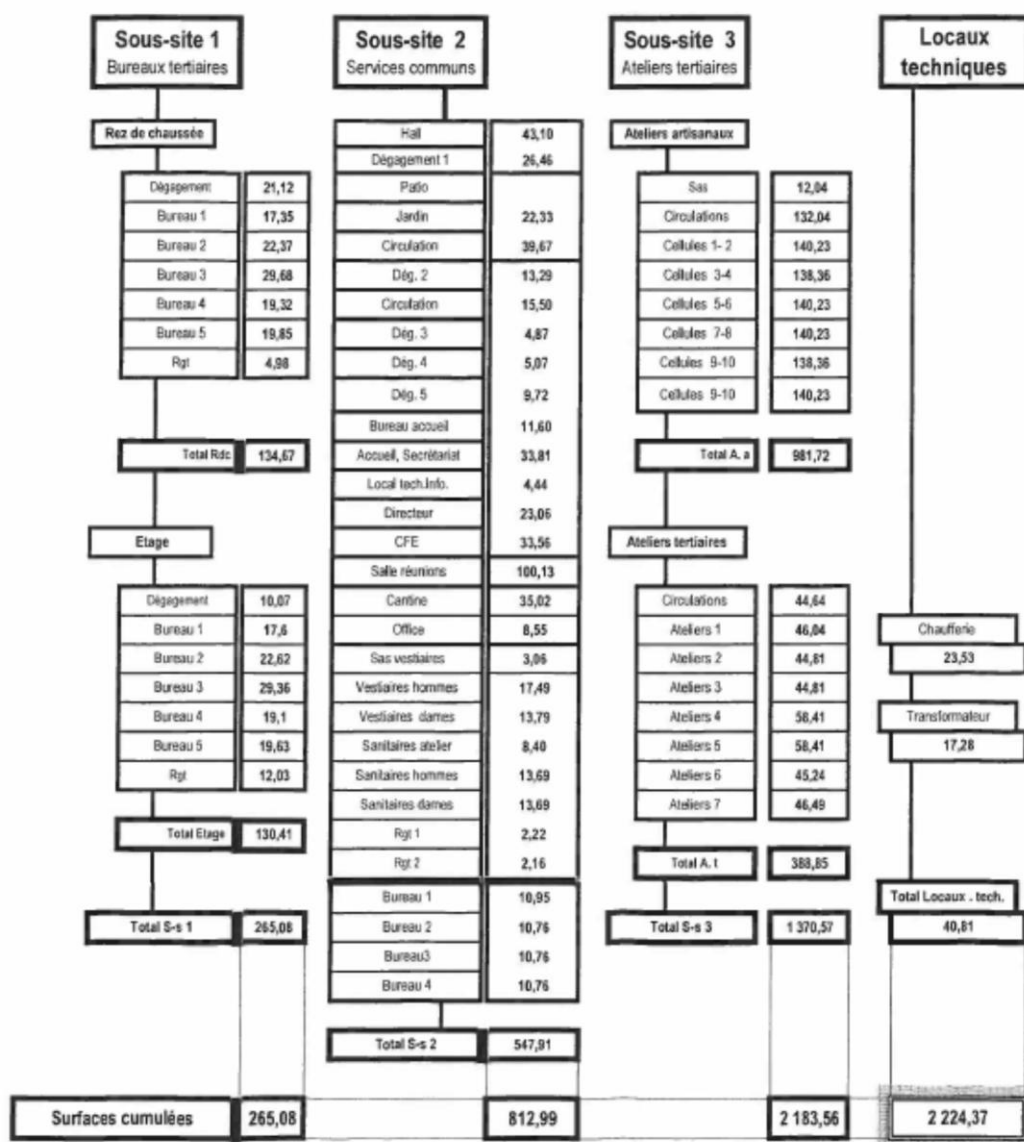 Sous-site 1
Bureaux tertiaires
Rez de chaussée
Dégagement 21,12
Bureau 1 17,35
Bureau 2 22,37
Bureau 3 29,68
Bureau 4 19,32
Bureau 5 19,85
Rgt 4,98
Total Rdc 134,67
Etage
Dégagement 10,07
Bureau 1 17,6
Bureau 2 22,62
Bureau 3 29,36
Bureau 4 19,1
Bureau 5 19,63
Rgt 12,03
Total Etage 130,41
Total S-s 1 265,08
Sous-site 2
Services communs
Hall 43,10
Dégagement 1 26,46
Patio
Jardin 22,33
Circulation 39,67
Dég. 2 13,29
Circulation 15,50
Dég. 3 4,87
Dég. 4 5,07
Dég. 5 9,72
Bureau accueil 11,60
Accueil, Secrétariat 33,81
Local tech.Info. 4,44
Directeur 23,06
CFE 33,56
Salle réunions 100,13
Cantine 35,02
Office 8,55
Sas vestiaires 3,06
Vestiaires hommes 17,49
Vestiaires dames 13,79
Sanitaires atelier 8,40
Sanitaires hommes 13,69
Sanitaires dames 13,69
Rgt 1 2,22
Rgt 2 2,16
Bureau 1 10,95
Bureau 2 10,76
Bureau3 10,76
Bureau 4 10,76
Total S-s 2 547,91
Sous-site 3
Ateliers tertiaires
Ateliers artisanaux
Sas 12,04
Circulations 132,04
Cellules 1- 2 140,23
Cellules 3-4 138,36
Cellules 5-6 140,23
Cellules 7-8 140,23
Cellules 9-10 138,36
Cellules 9-10 140,23
Total A. a 981,72
Ateliers tertiaires
Circulations 44,64
Ateliers 1 46,04
Ateliers 2 44,81
Ateliers 3 44,81
Ateliers 4 58,41
Ateliers 5 58,41
Ateliers 6 45,24
Ateliers 7 46,49
Total A. t 388,85
Total S-s 3 1 370,57
Locaux
techniques
Chaufferie
23,53
Transformateur
17,28
Total Locaux . tech.
40,81
Surfaces cumulées 265,08 812,99 2 183,56 2 224,37